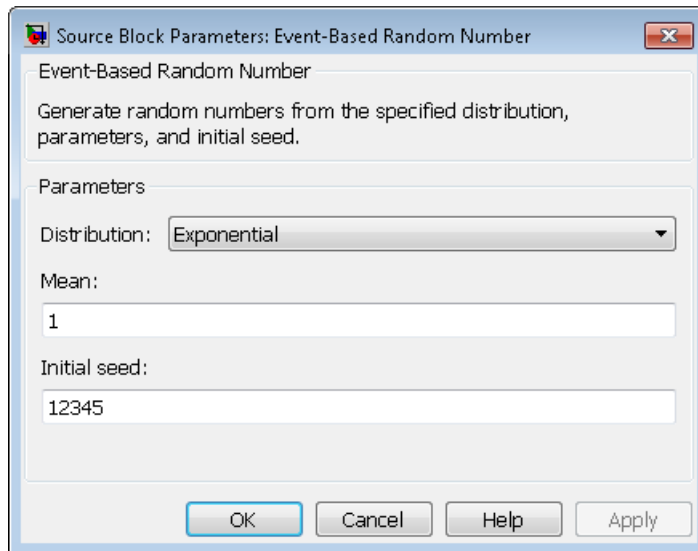 Source Block Parameters: Event-Based Random Number
Event-Based Random Number
Generate random numbers from the specified distribution,
parameters, and initial seed.
Parameters
Distribution: Exponential
Mean:
1
Initial seed:
12345
OK Cancel Help Apply